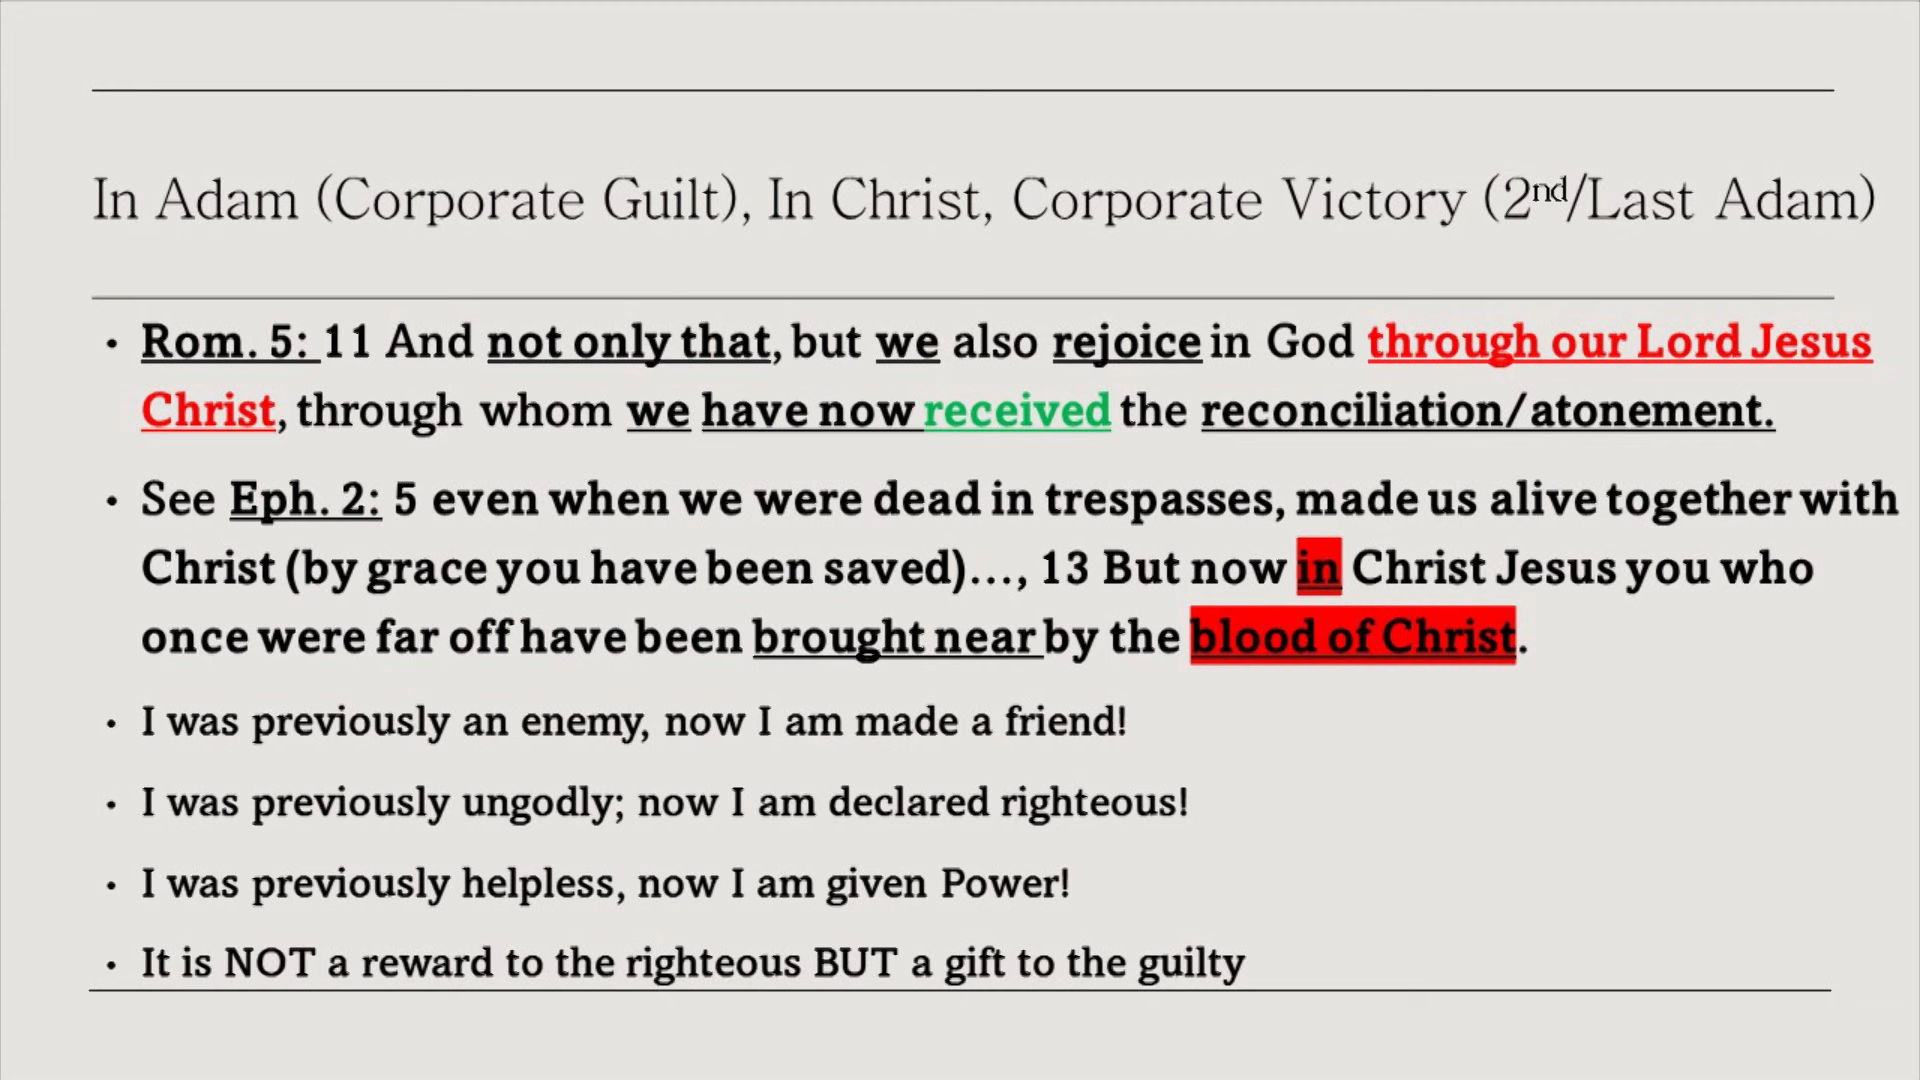 In Adam (Corporate Guilt), In Christ, Corporate Victory (2nd/Last Adam)
• Rom. 5: 11 And not only that, but we also rejoice in God through our Lord Jesus
Christ, through whom we have now received the reconciliation/atonement.
• See Eph. 2: 5 even when we were dead in trespasses, made us alive together with
Christ (by grace you have been saved)…, 13 But now in Christ Jesus you who
once were far off have been brought near by the blood of Christ.
• I was previously an enemy, now I am made a friend!
• I was previously ungodly; now I am declared righteous!
• I was previously helpless, now I am given Power!
• It is NOT a reward to the righteous BUT a gift to the guilty